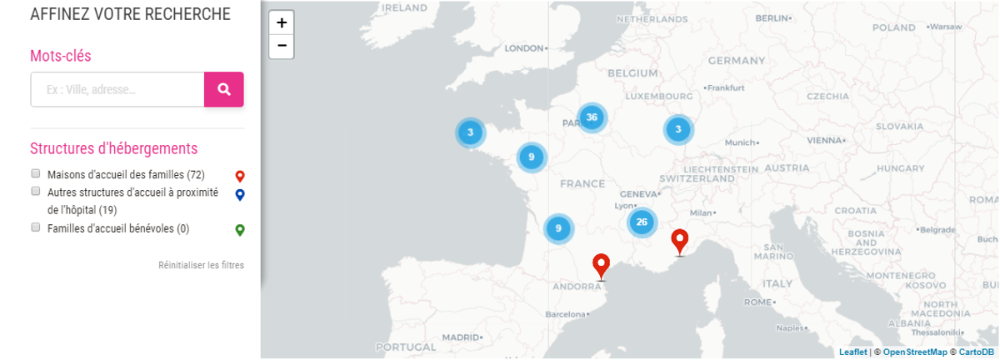 AFFINEZ VOTRE RECHERCHE
Mots-clés
Ex : Ville, adresse...
Structures d'hébergements
Maisons d'accueil des familles (72)
Autres structures d'accueil à proximité
de l'hôpital (19)
Familles d'accueil bénévoles (0)
Réinitialiser les filtres
+
−
IRELAND
NETHERLANDS
BERLIN
POLAND
Warsaw
LONDON
GERMANY
BELGIUM
Frankfurt
LUXEMBOURG
CZECHIA
36
PAR
3
3
SLOVAKIA
Munich
VIENNA
9
LIECHTENSTEIN
AUSTRIA
HUNGARY
SWITZERLAND
FRANCE
GENEVA
Lyon
ROMA
Milan
CROATIA
9
26
BOSNIA
AND
HERZEGOVINA
Belgrade
Buch
SAN
MARINO
MONTENEGRO
KOSOVO
BU
ANDORRA
ITALY
ROME
NORTH
MACEDONIA
Barcelona
ALBANIA
Naples
Thessaloniki
MADRID
PORTUGAL
Leaflet | © OpenStreetMap © CartoDB